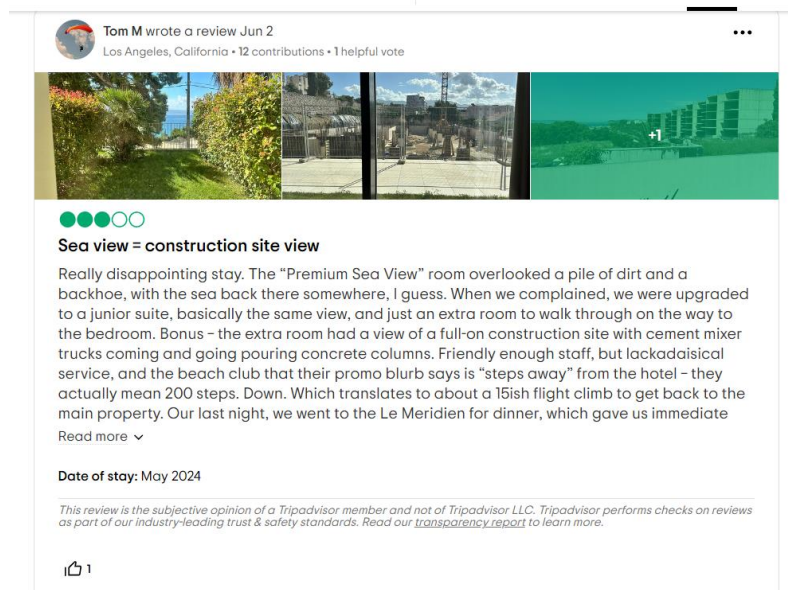 Tom M wrote a review Jun 2
Los Angeles, California • 12 contributions • 1 helpful vote
+1
Sea view = construction site view
Really disappointing stay. The “Premium Sea View” room overlooked a pile of dirt and a
backhoe, with the sea back there somewhere, I guess. When we complained, we were upgraded
to a junior suite, basically the same view, and just an extra room to walk through on the way to
the bedroom. Bonus – the extra room had a view of a full-on construction site with cement mixer
trucks coming and going pouring concrete columns. Friendly enough staff, but lackadaisical
service, and the beach club that their promo blurb says is “steps away” from the hotel – they
actually mean 200 steps. Down. Which translates to about a 15ish flight climb to get back to the
main property. Our last night, we went to the Le Meridien for dinner, which gave us immediate
Read more
Date of stay: May 2024
This review is the subjective opinion of a Tripadvisor member and not of Tripadvisor LLC. Tripadvisor performs checks on reviews
as part of our industry-leading trust & safety standards. Read our transparency report to learn more.
1